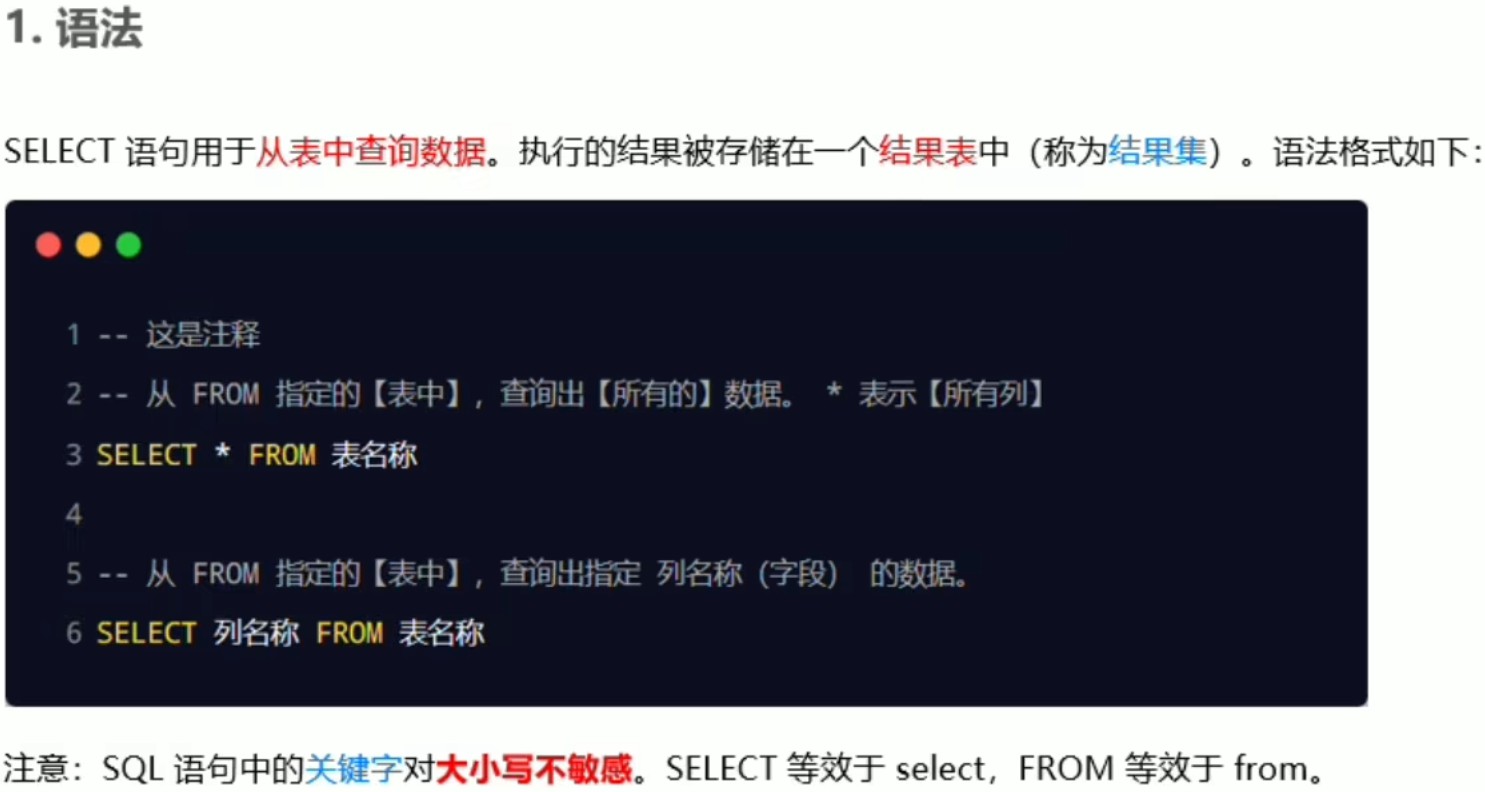 1. 语法
SELECT 语句用于从表中查询数据。执行的结果被存储在一个结果表中（称为结果集）。语法格式如下：
1 -- 这是注释
2 -- 从 FROM 指定的【表中】，查询出【所有的】数据。 * 表示【所有列】
3 SELECT * FROM 表名称
4
5 -- 从 FROM 指定的【表中】，查询出指定 列名称（字段） 的数据。
6 SELECT 列名称 FROM 表名称
注意：SQL 语句中的关键字对大小写不敏感。SELECT 等效于 select，FROM 等效于 from。